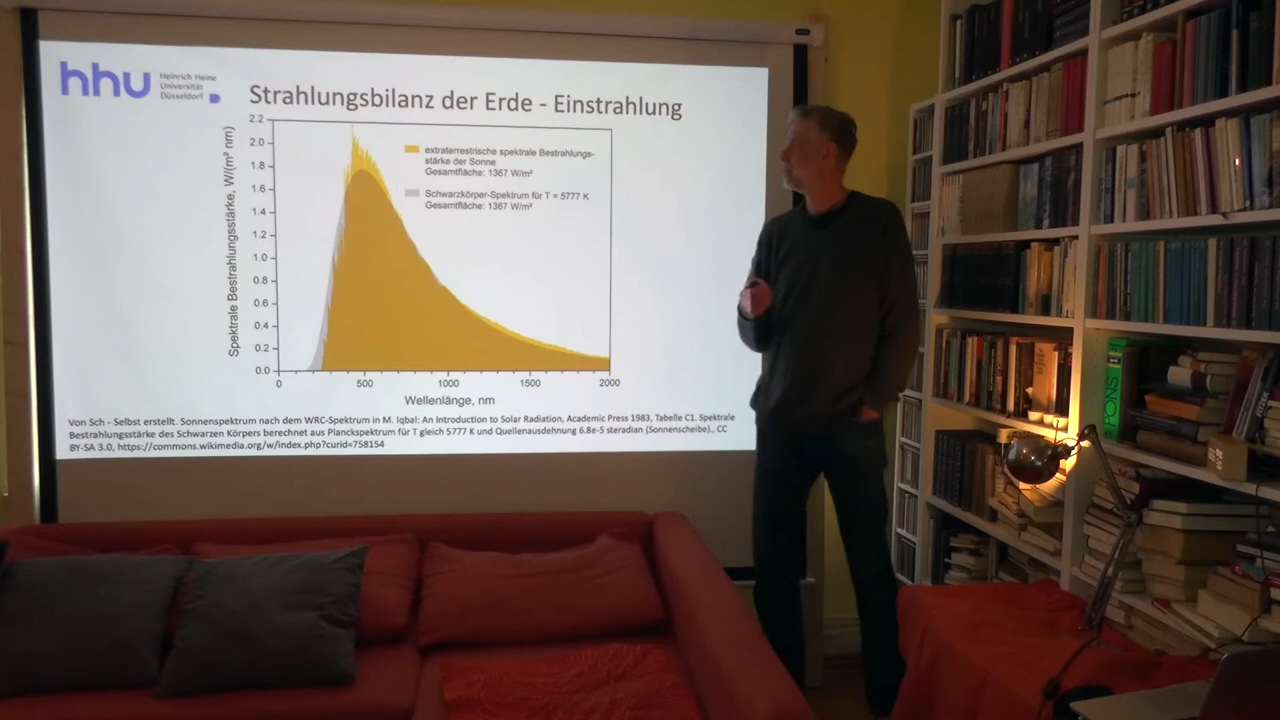 hhu Heinrich Heine
Universität
Düsseldorf
Strahlungsbilanz der Erde - Einstrahlung
2.2
2.0
1.8
1.6
1.4
1.2
1.0
0.8
0.6
0.4
0.2
0.0
Spektrale Bestrahlungsstärke, W/(m² nm)
extraterrestrische spektrale Bestrahlungs-
stärke der Sonne
Gesamtfläche: 1367 W/m²
Schwarzkörper-Spektrum für T = 5777 K
Gesamtfläche: 1367 W/m²
0 500 1000 1500 2000
Wellenlänge, nm
Von Sch - Selbst erstellt. Sonnenspektrum nach dem WRC-Spektrum in M. Iqbal: An Introduction to Solar Radiation, Academic Press 1983, Tabelle C1. Spektrale
Bestrahlungsstärke des Schwarzen Körpers berechnet aus Planckspektrum für T gleich 5777 K und Quellenausdehnung 6.8e-5 steradian (Sonnenscheibe)., CC
BY-SA 3.0, https://commons.wikimedia.org/w/index.php?curid=758154
PONS